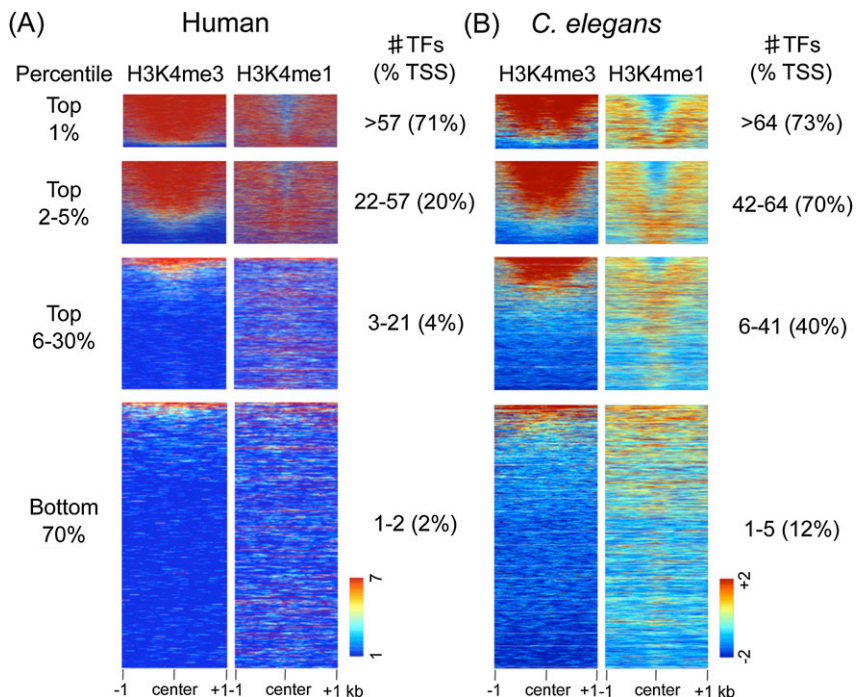 (A) Human
♯TFs
(% TSS)
Percentile H3K4me3 H3K4me1
Top
1%
>57 (71%)
Top
2-5%
22-57 (20%)
Top
6-30%
3-21 (4%)
Bottom
70%
1-2 (2%)
7
1
-1 center +1 -1 center +1 kb
(B) C. elegans
♯TFs
(% TSS)
H3K4me3 H3K4me1
>64 (73%)
42-64 (70%)
6-41 (40%)
1-5 (12%)
+2
-2
-1 center +1 -1 center +1 kb